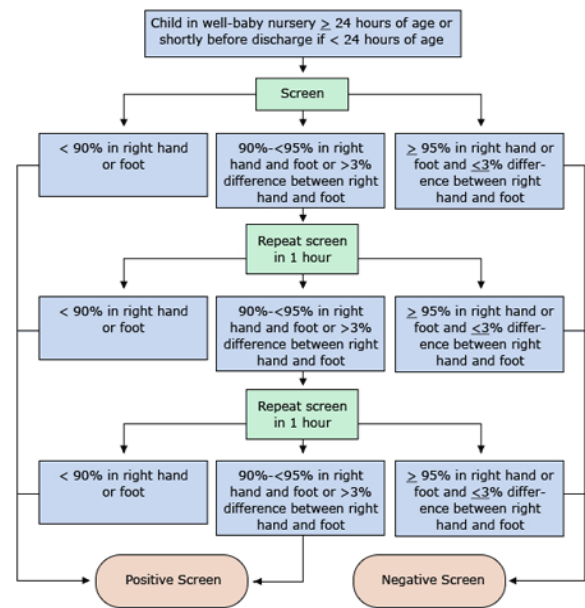 Child in well-baby nursery ≥ 24 hours of age or
shortly before discharge if < 24 hours of age
Screen
< 90% in right hand
or foot
90%-<95% in right
hand and foot or >3%
difference between right
hand and foot
≥ 95% in right hand or
foot and ≤3% differ-
ence between right
hand and foot
Repeat screen
in 1 hour
< 90% in right hand
or foot
90%-<95% in right
hand and foot or >3%
difference between right
hand and foot
≥ 95% in right hand or
foot and ≤3% differ-
ence between right
hand and foot
Repeat screen
in 1 hour
< 90% in right hand
or foot
90%-<95% in right
hand and foot or >3%
difference between right
hand and foot
≥ 95% in right hand or
foot and ≤3% differ-
ence between right
hand and foot
Positive Screen
Negative Screen